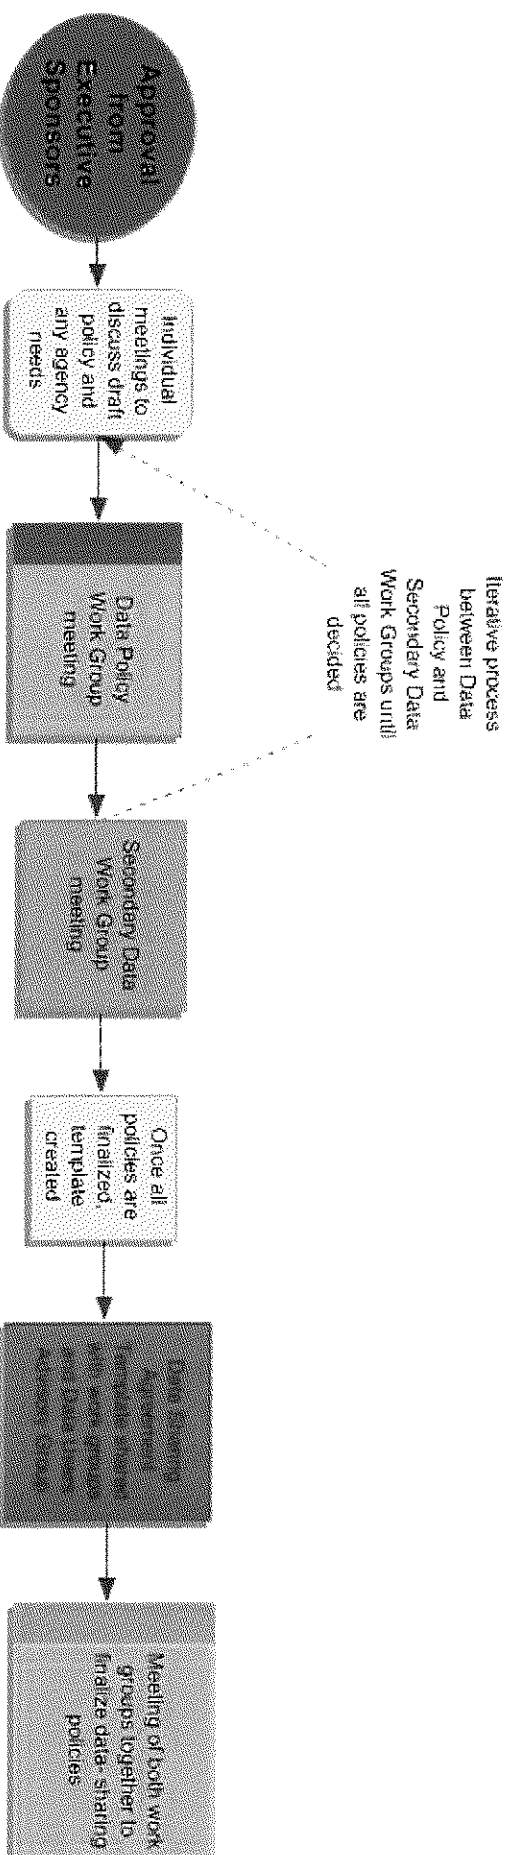 Approval
from
Executive
Sponsors
Individual
meetings to
discuss draft
policy and
any agency
needs
Iterative process
between Data
Policy and
Secondary Data
Work Groups until
all policies are
decided
Data Policy
Work Group
meeting
Secondary Data
Work Group
meeting
Once all
policies are
finalized,
template
created
Data Sharing
Agreement
Template
Meeting of both work
groups together to
finalize data- sharing
policies